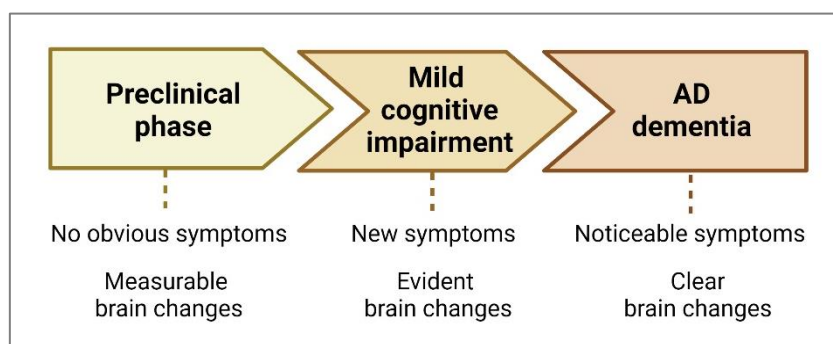 Preclinical
phase
Mild
cognitive
impairment
AD
dementia
No obvious symptoms
New symptoms
Noticeable symptoms
Measurable
brain changes
Evident
brain changes
Clear
brain changes